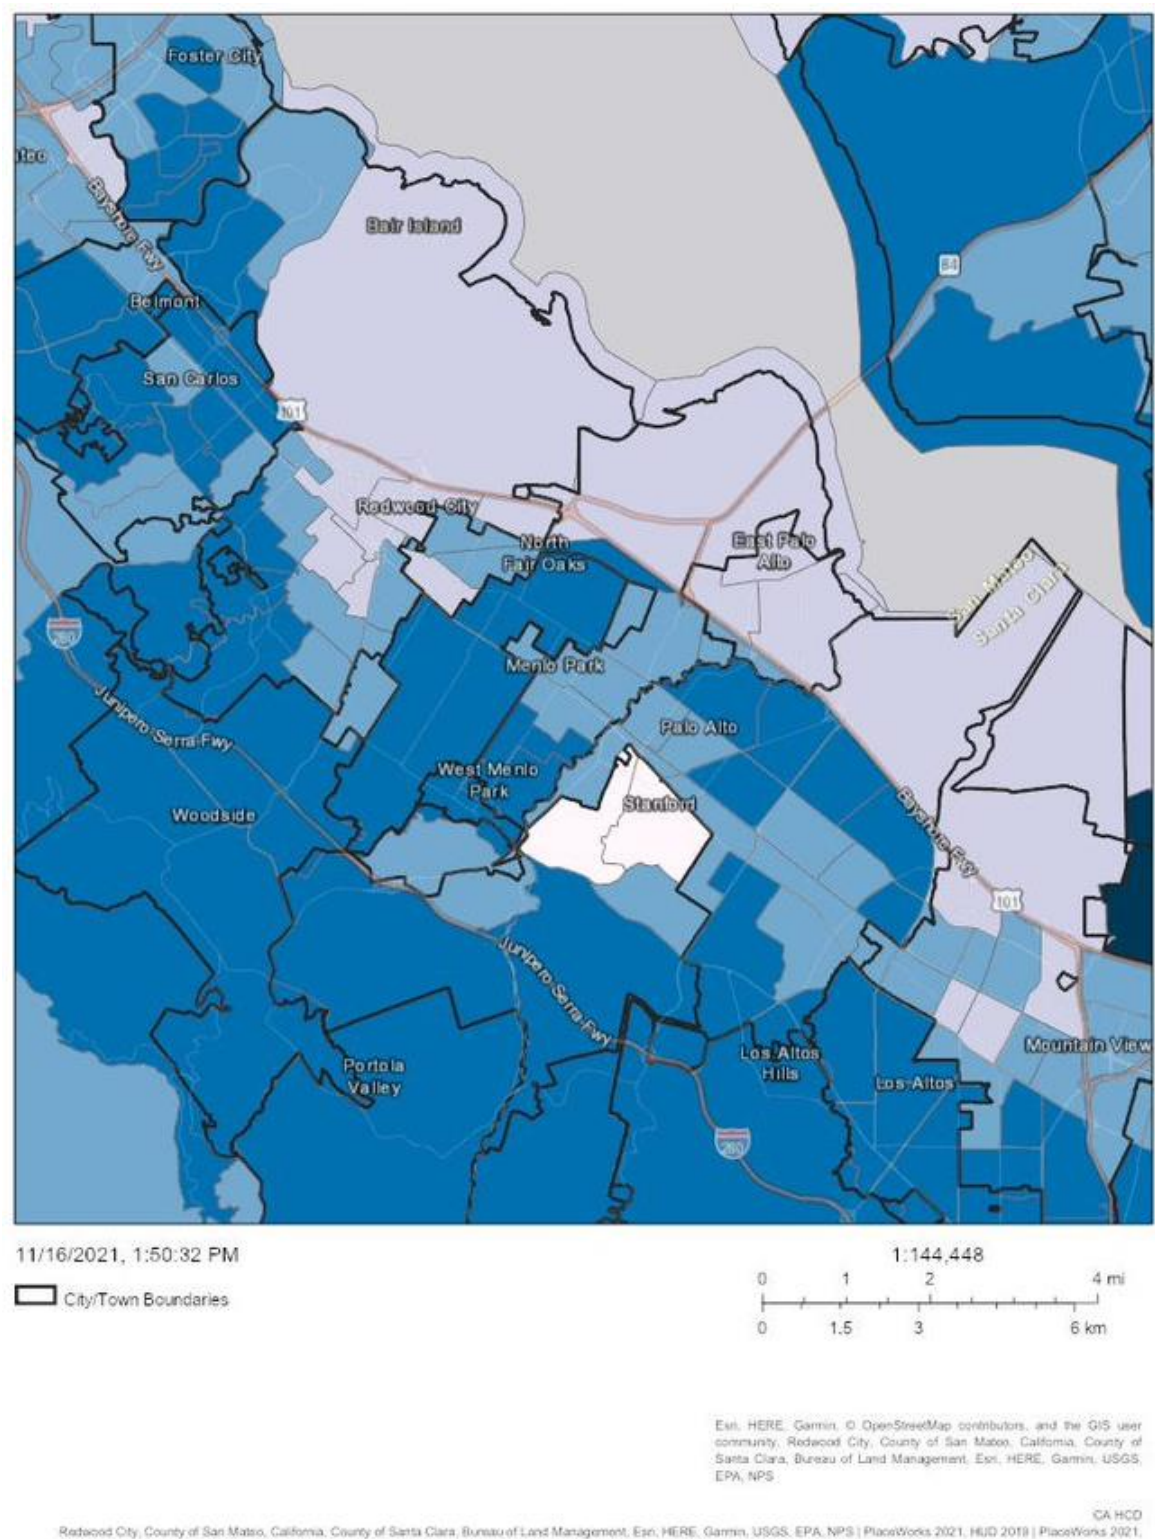 Foster City
ateo
Bayshore Fwy
Bair Island
84
Belmont
San Carlos
101
Redwood City
North
Fair Oaks
East Palo
Alto
San Mateo
Santa Clara
280
Menlo Park
Junipero Serra Fwy
Palo Alto
West Menlo
Park
Stanford
Woodside
Bayshore Fwy
101
Junipero Serra Fwy
Mountain View
Los Altos
Hills
Los Altos
Portola
Valley
280
11/16/2021, 1:50:32 PM
1:144,448
City/Town Boundaries
0 1 2 4 mi
0 1.5 3 6 km
Esri, HERE, Garmin, © OpenStreetMap contributors, and the GIS user
community, Redwood City, County of San Mateo, California, County of
Santa Clara, Bureau of Land Management, Esri, HERE, Garmin, USGS,
EPA, NPS
CA HCD
Redwood City, County of San Mateo, California, County of Santa Clara, Bureau of Land Management, Esri, HERE, Garmin, USGS, EPA, NPS | PlaceWorks 2021, HUD 2019 | PlaceWorks 2021,